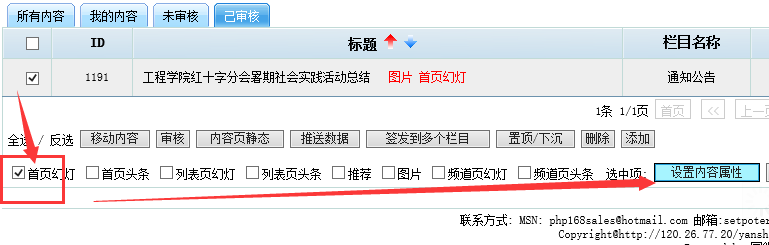 所有内容 我的内容 未审核 己审核
ID 标题 栏目名称
1191 工程学院红十字分会暑期社会实践活动总结 图片 首页幻灯 通知公告
1条 1/1页 首页 << 上一页
全选 / 反选 移动内容 审核 内容页静态 推送数据 签发到多个栏目 置顶/下沉 删除 添加
首页幻灯 首页头条 列表页幻灯 列表页头条 推荐 图片 频道页幻灯 频道页头条 选中项: 设置内容属性
联系方式: MSN: php168sales@hotmail.com 邮箱:setpoter
Copyright@http://120.26.77.20/yansh